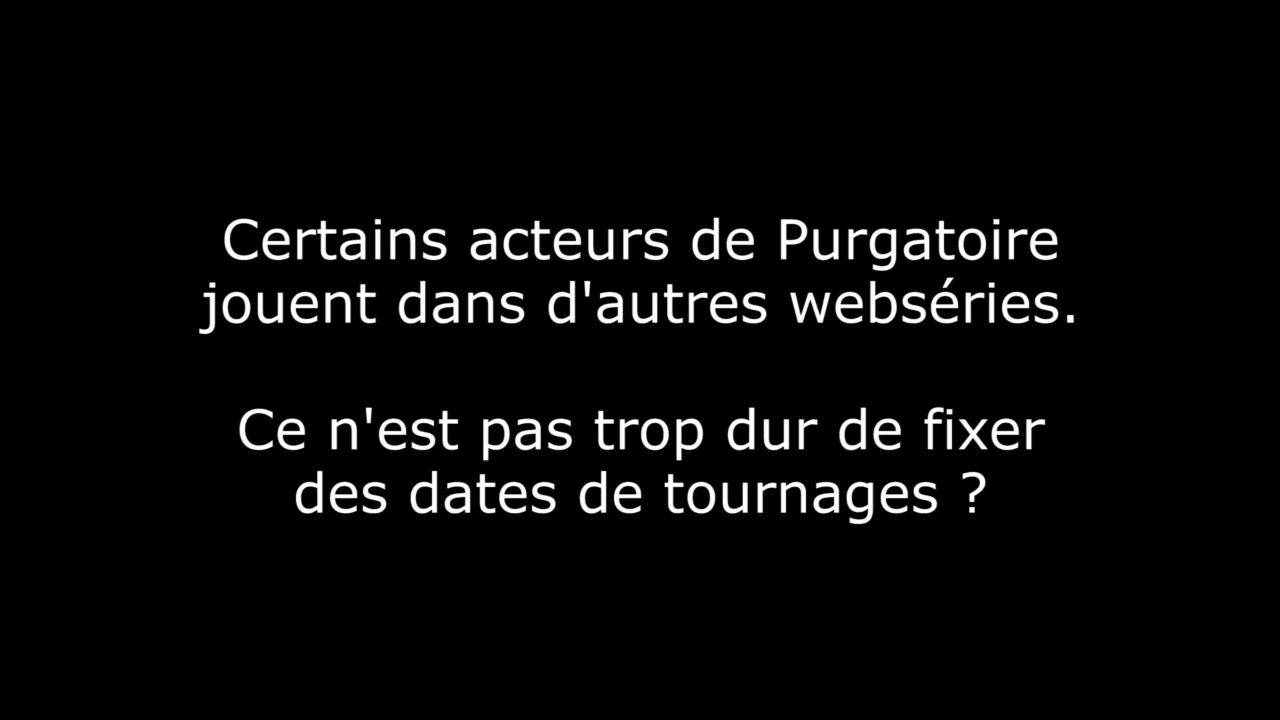 Certains acteurs de Purgatoire
jouent dans d'autres webséries.
Ce n'est pas trop dur de fixer
des dates de tournages ?